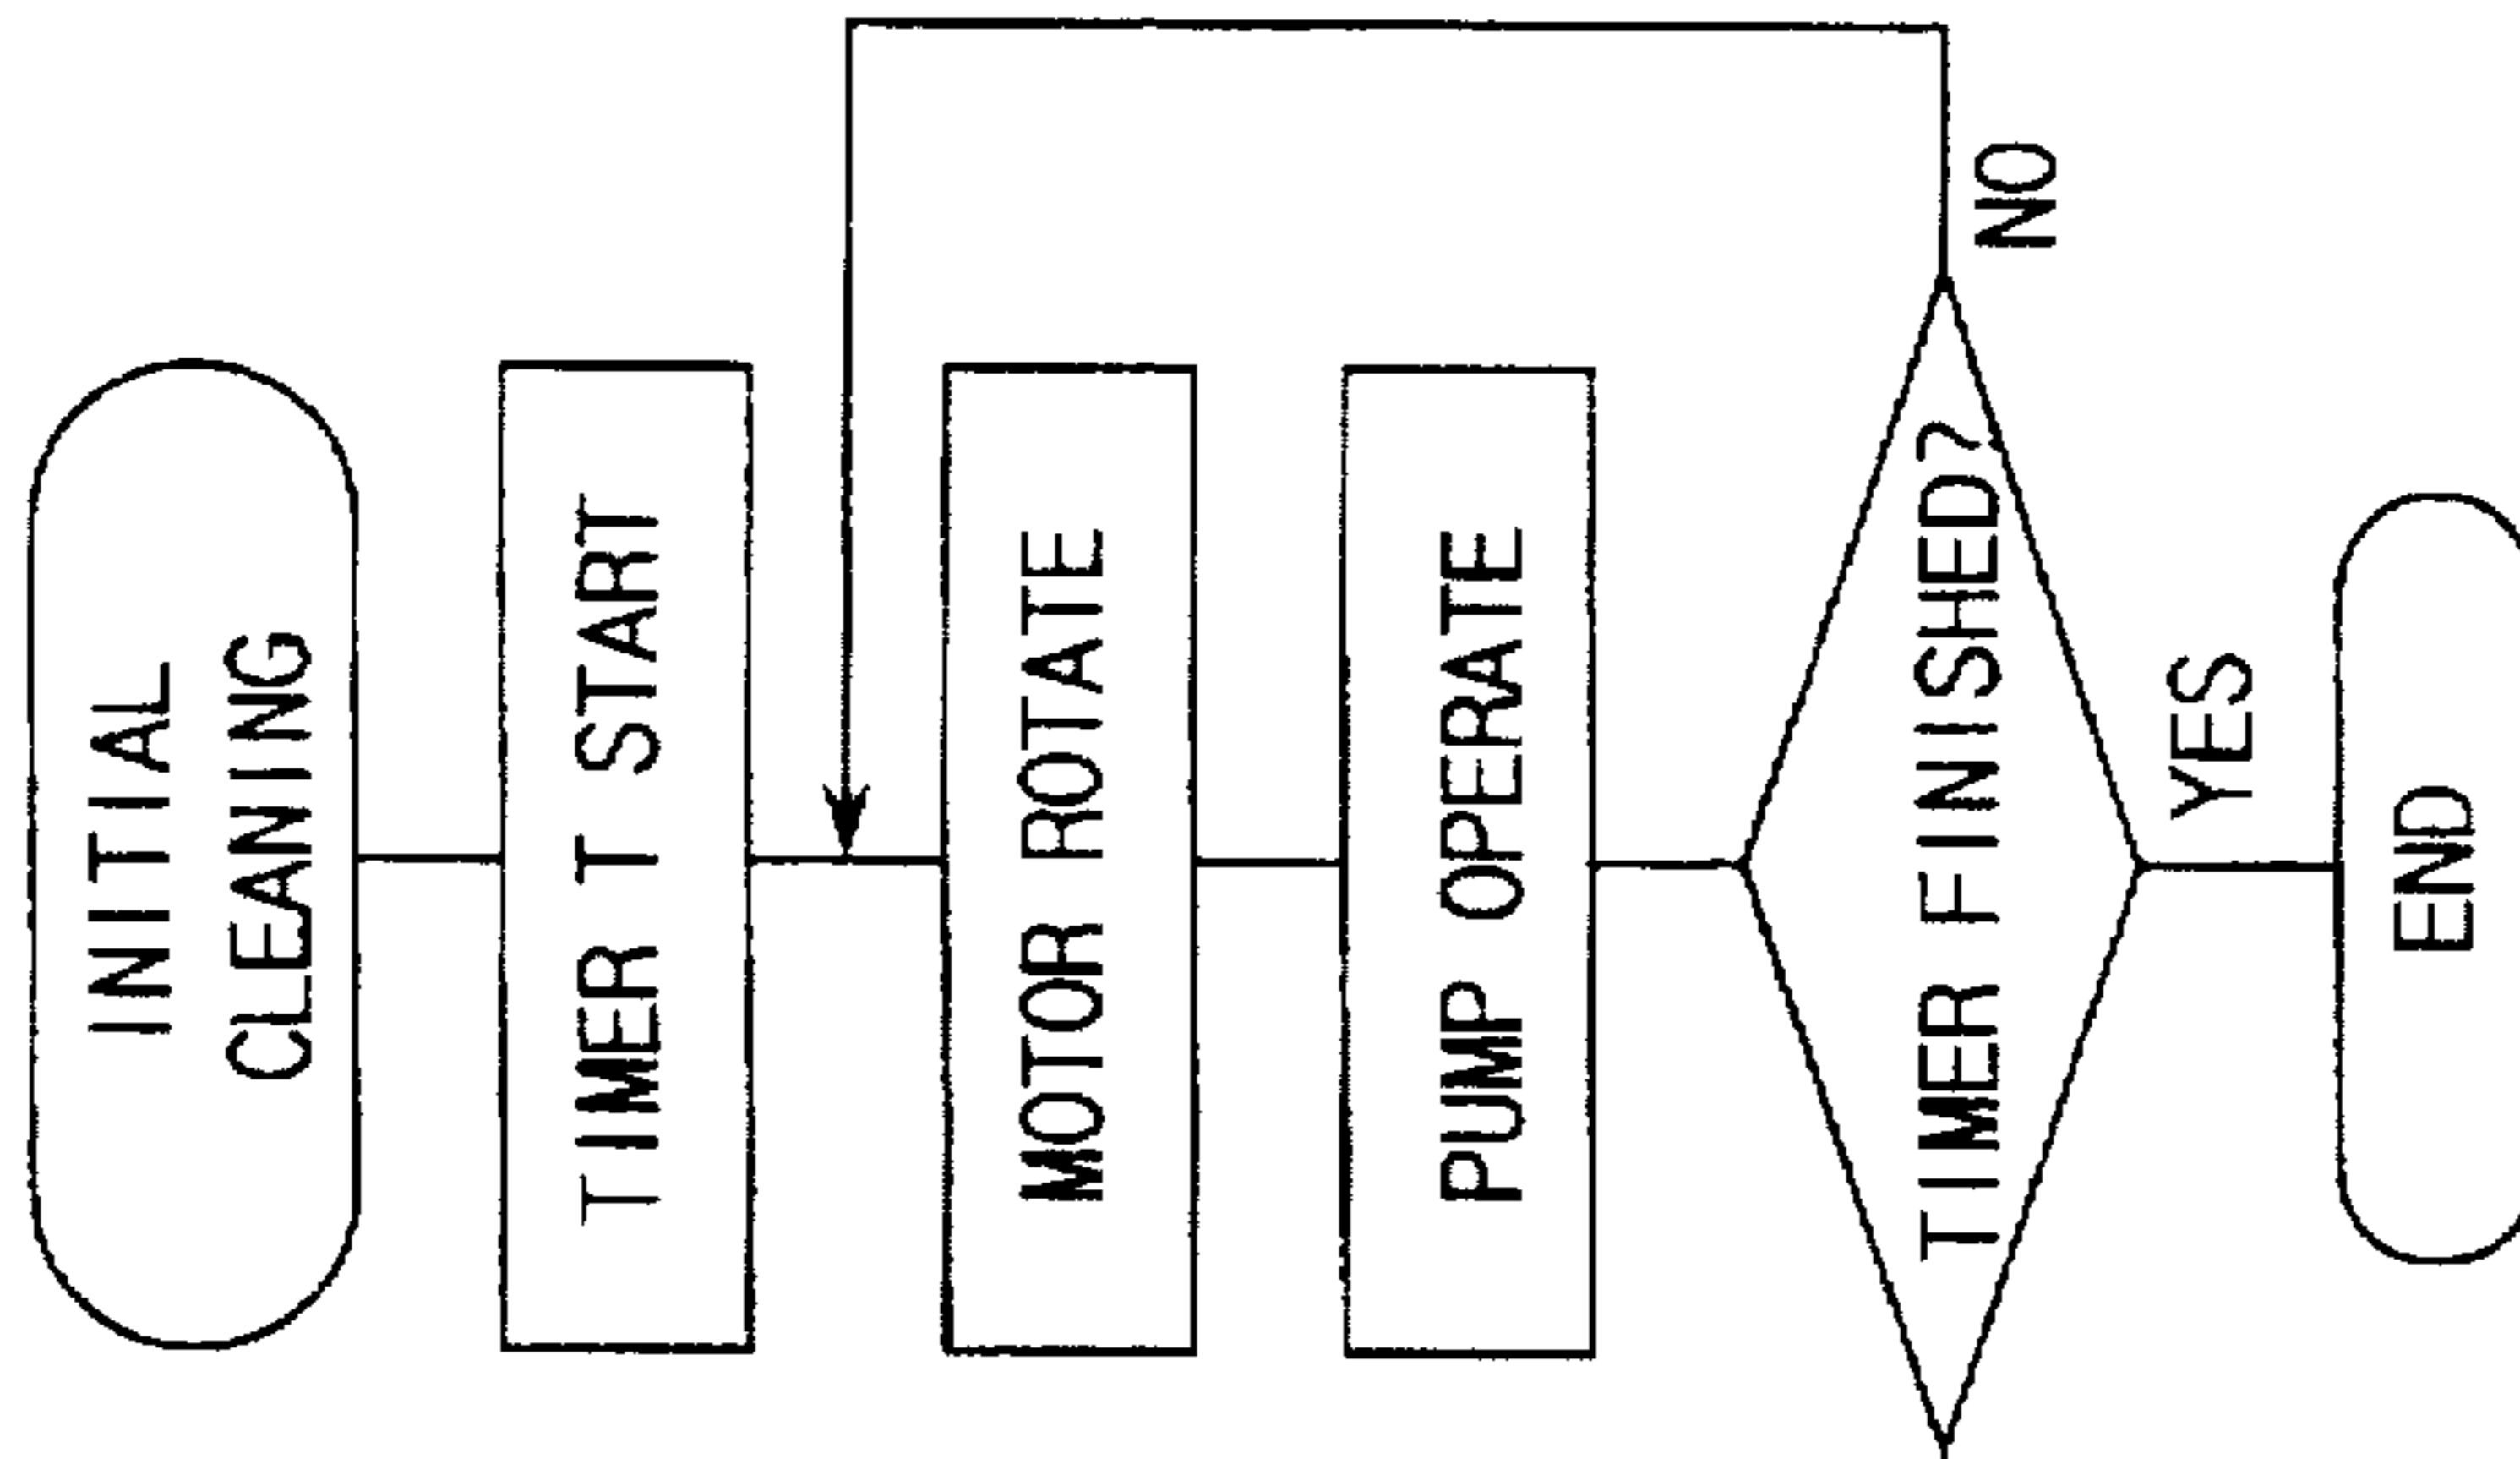 INITIAL
CLEANING
TIMER T START
MOTOR ROTATE
PUMP OPERATE
TIMER FINISHED?
NO
YES
END